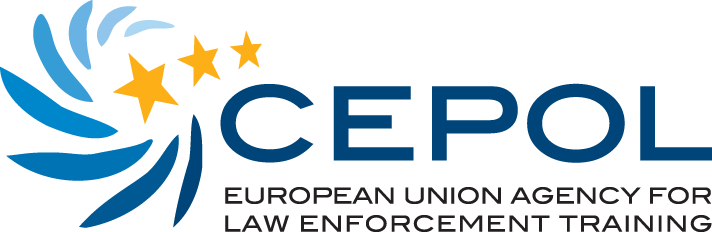 CEPOL
EUROPEAN UNION AGENCY FOR
LAW ENFORCEMENT TRAINING